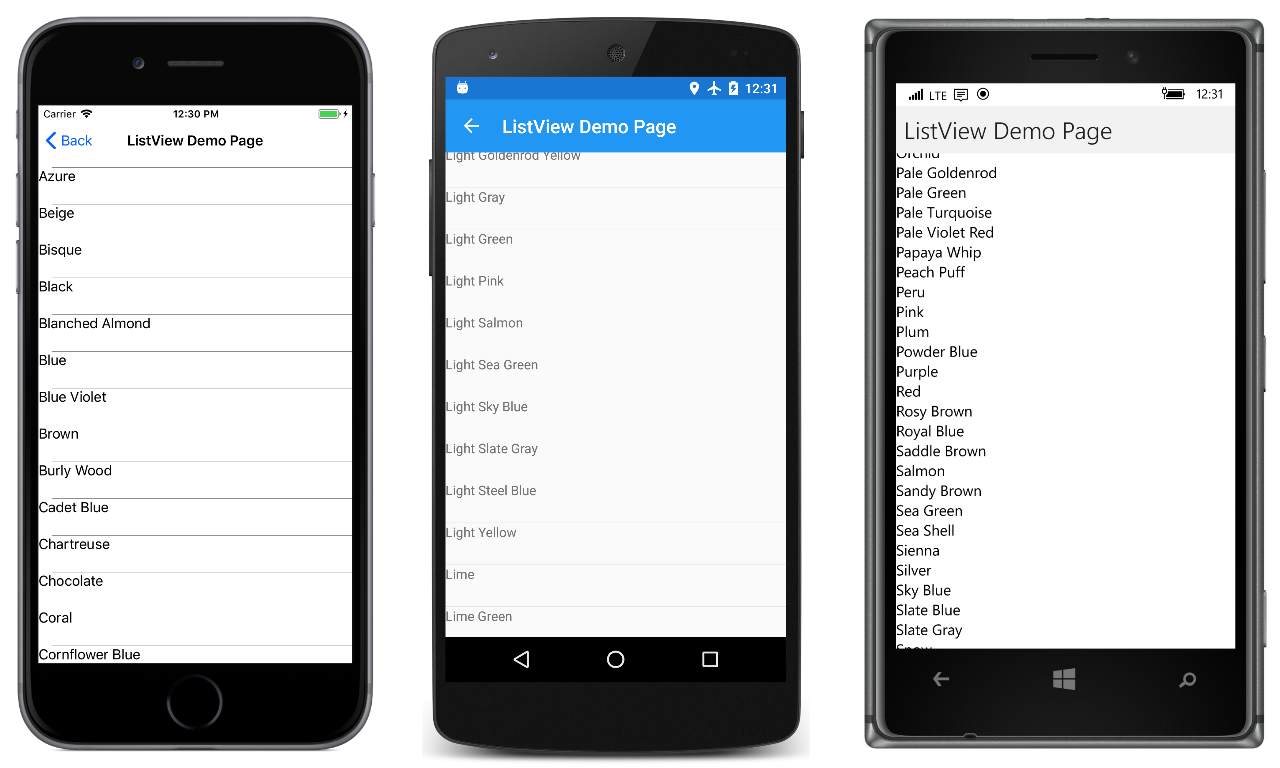 Carrier 12:30 PM
Back ListView Demo Page
Azure
Beige
Bisque
Black
Blanched Almond
Blue
Blue Violet
Brown
Burly Wood
Cadet Blue
Chartreuse
Chocolate
Coral
Cornflower Blue
12:31
ListView Demo Page
Light Goldenrod Yellow
Light Gray
Light Green
Light Pink
Light Salmon
Light Sea Green
Light Sky Blue
Light Slate Gray
Light Steel Blue
Light Yellow
Lime
Lime Green
LTE 12:31
ListView Demo Page
Orchid
Pale Goldenrod
Pale Green
Pale Turquoise
Pale Violet Red
Papaya Whip
Peach Puff
Peru
Pink
Plum
Powder Blue
Purple
Red
Rosy Brown
Royal Blue
Saddle Brown
Salmon
Sandy Brown
Sea Green
Sea Shell
Sienna
Silver
Sky Blue
Slate Blue
Slate Gray
Snow